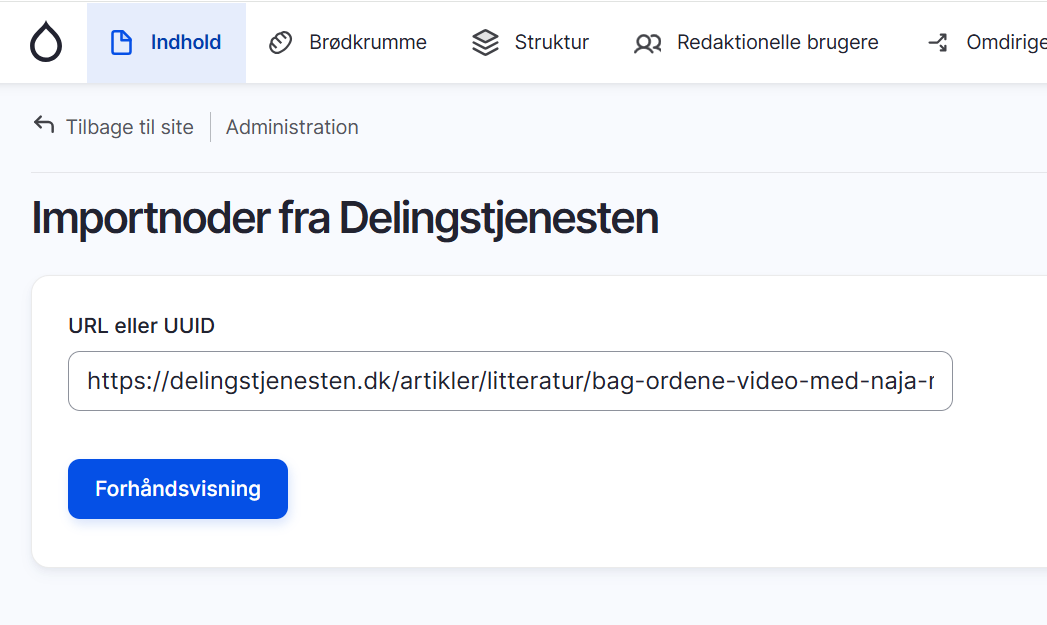 Indhold Brødkrumme Struktur Redaktionelle brugere Omdirige
Tilbage til site Administration
Importnoder fra Delingstjenesten
URL eller UUID
https://delingstjenesten.dk/artikler/litteratur/bag-ordene-video-med-naja-r
Forhåndsvisning